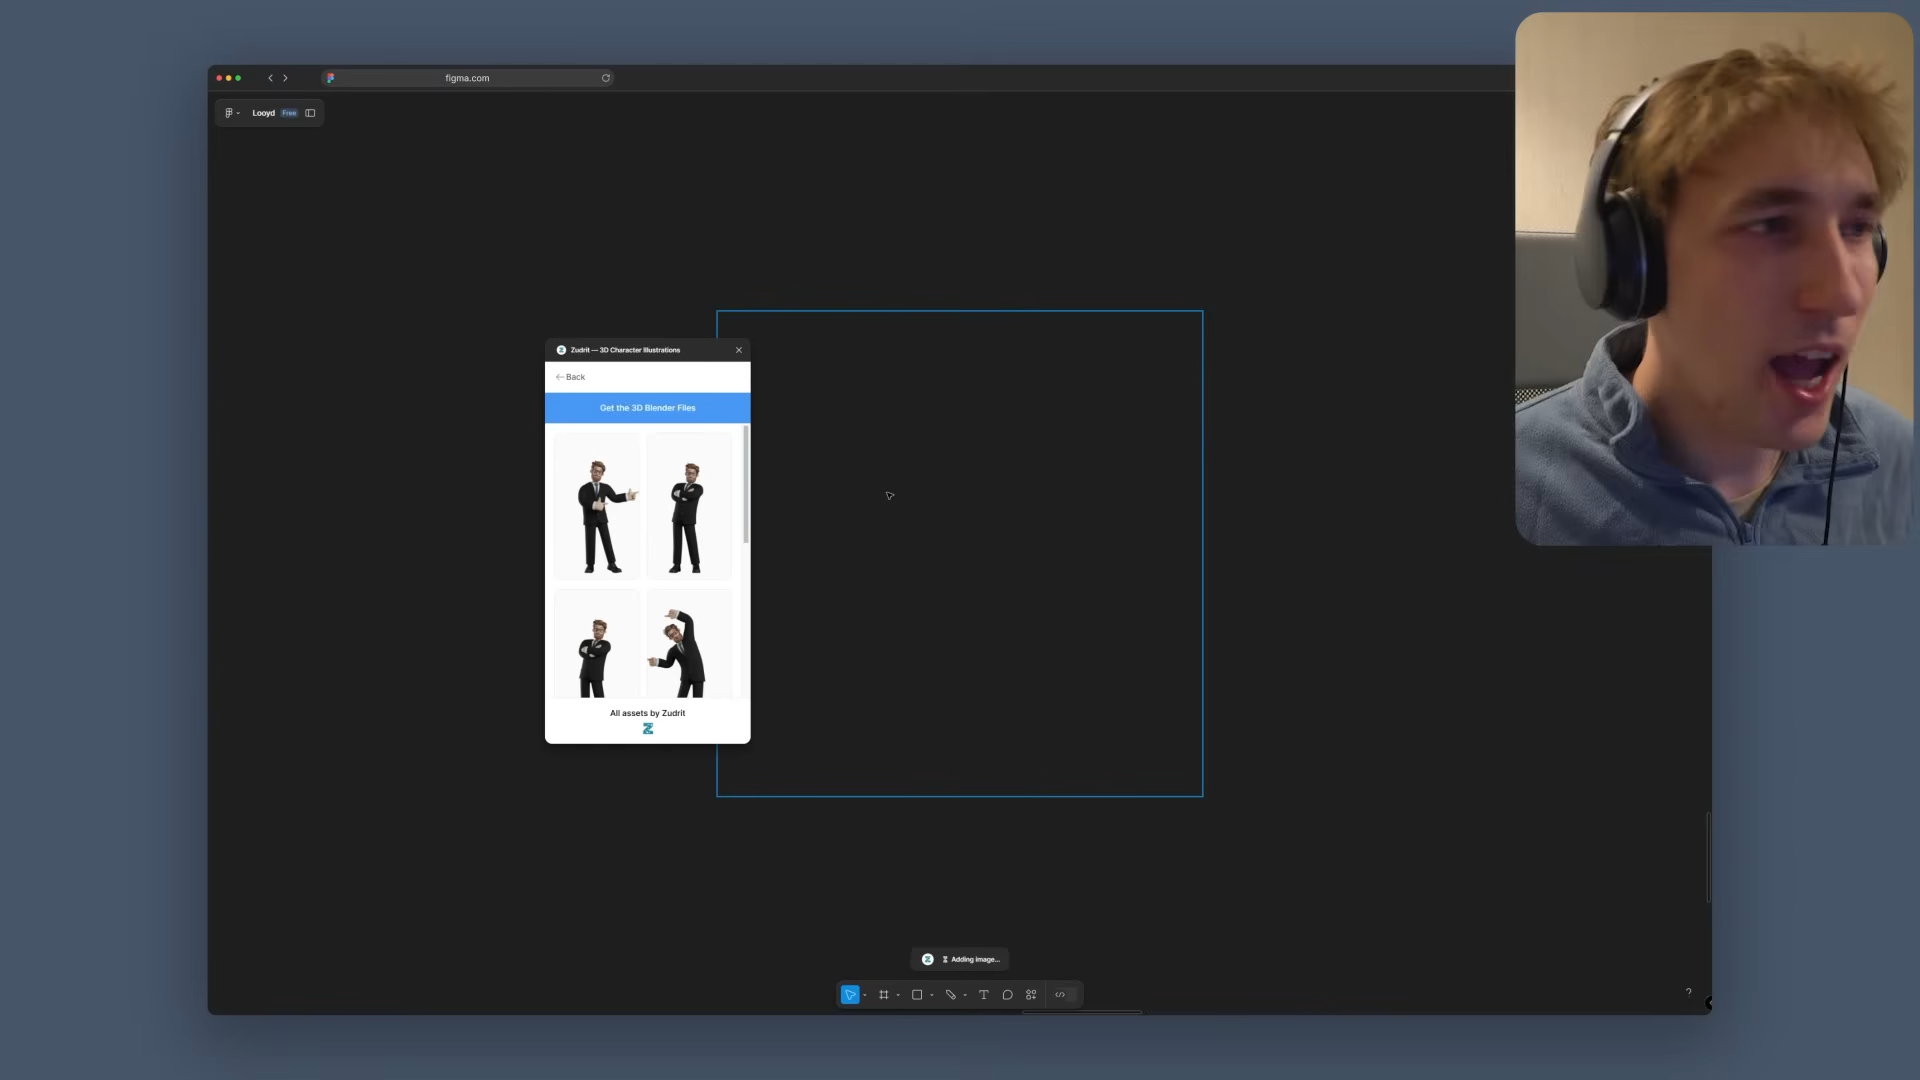 figma.com
Looyd Free
Zudrit — 3D Character Illustrations
Back
Get the 3D Blender Files
All assets by Zudrit
Adding image...